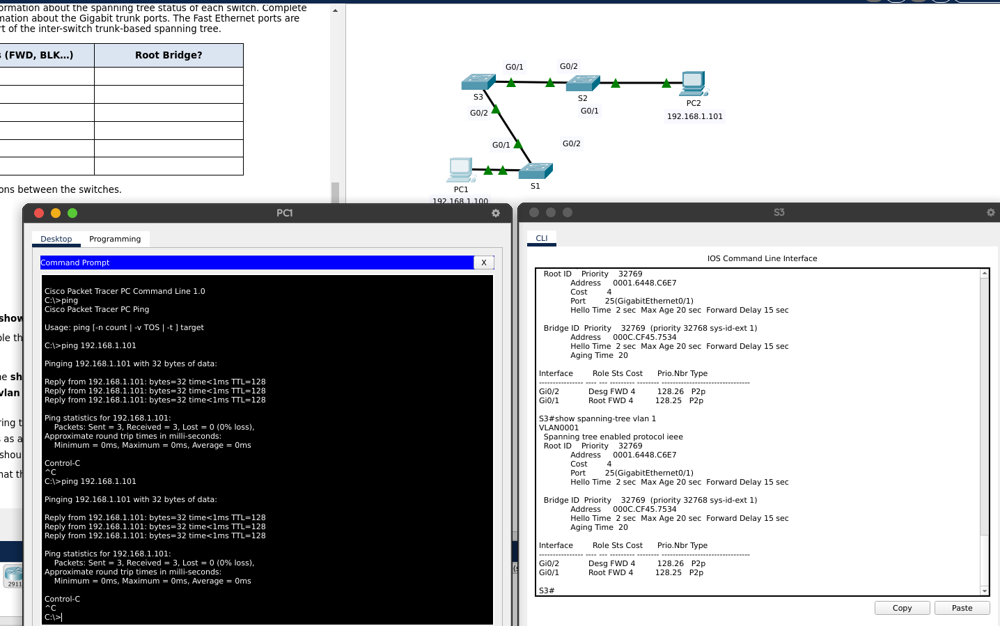 ormation about the spanning tree status of each switch. Complete
mation about the Gigabit trunk ports. The Fast Ethernet ports are
rt of the inter-switch trunk-based spanning tree.
s (FWD, BLK...)
Root Bridge?
ons between the switches.
show
ble th
he sh
vlan
ring t
s as a
shou
hat th
2911
G0/1
G0/2
S3
S2
PC2
G0/2
G0/1
192.168.1.101
G0/1
G0/2
PC1
S1
192.168.1.100
PC1
Desktop
Programming
Command Prompt
X
Cisco Packet Tracer PC Command Line 1.0
C:\>ping
Cisco Packet Tracer PC Ping
Usage: ping [-n count | -v TOS | -t ] target
C:\>ping 192.168.1.101
Pinging 192.168.1.101 with 32 bytes of data:
Reply from 192.168.1.101: bytes=32 time<1ms TTL=128
Reply from 192.168.1.101: bytes=32 time<1ms TTL=128
Reply from 192.168.1.101: bytes=32 time<1ms TTL=128
Ping statistics for 192.168.1.101:
Packets: Sent = 3, Received = 3, Lost = 0 (0% loss),
Approximate round trip times in milli-seconds:
Minimum = 0ms, Maximum = 0ms, Average = 0ms
Control-C
^C
C:\>ping 192.168.1.101
Pinging 192.168.1.101 with 32 bytes of data:
Reply from 192.168.1.101: bytes=32 time<1ms TTL=128
Reply from 192.168.1.101: bytes=32 time<1ms TTL=128
Reply from 192.168.1.101: bytes=32 time<1ms TTL=128
Ping statistics for 192.168.1.101:
Packets: Sent = 3, Received = 3, Lost = 0 (0% loss),
Approximate round trip times in milli-seconds:
Minimum = 0ms, Maximum = 0ms, Average = 0ms
Control-C
^C
C:\>
S3
CLI
IOS Command Line Interface
Root ID Priority 32769
Address 0001.6448.C6E7
Cost 4
Port 25(GigabitEthernet0/1)
Hello Time 2 sec Max Age 20 sec Forward Delay 15 sec
Bridge ID Priority 32769 (priority 32768 sys-id-ext 1)
Address 000C.CF45.7534
Hello Time 2 sec Max Age 20 sec Forward Delay 15 sec
Aging Time 20
Interface Role Sts Cost Prio.Nbr Type
---------------- ---- --- --------- -------- --------------------------------
Gi0/2 Desg FWD 4 128.26 P2p
Gi0/1 Root FWD 4 128.25 P2p
S3#show spanning-tree vlan 1
VLAN0001
Spanning tree enabled protocol ieee
Root ID Priority 32769
Address 0001.6448.C6E7
Cost 4
Port 25(GigabitEthernet0/1)
Hello Time 2 sec Max Age 20 sec Forward Delay 15 sec
Bridge ID Priority 32769 (priority 32768 sys-id-ext 1)
Address 000C.CF45.7534
Hello Time 2 sec Max Age 20 sec Forward Delay 15 sec
Aging Time 20
Interface Role Sts Cost Prio.Nbr Type
---------------- ---- --- --------- -------- --------------------------------
Gi0/2 Desg FWD 4 128.26 P2p
Gi0/1 Root FWD 4 128.25 P2p
S3#
Copy
Paste